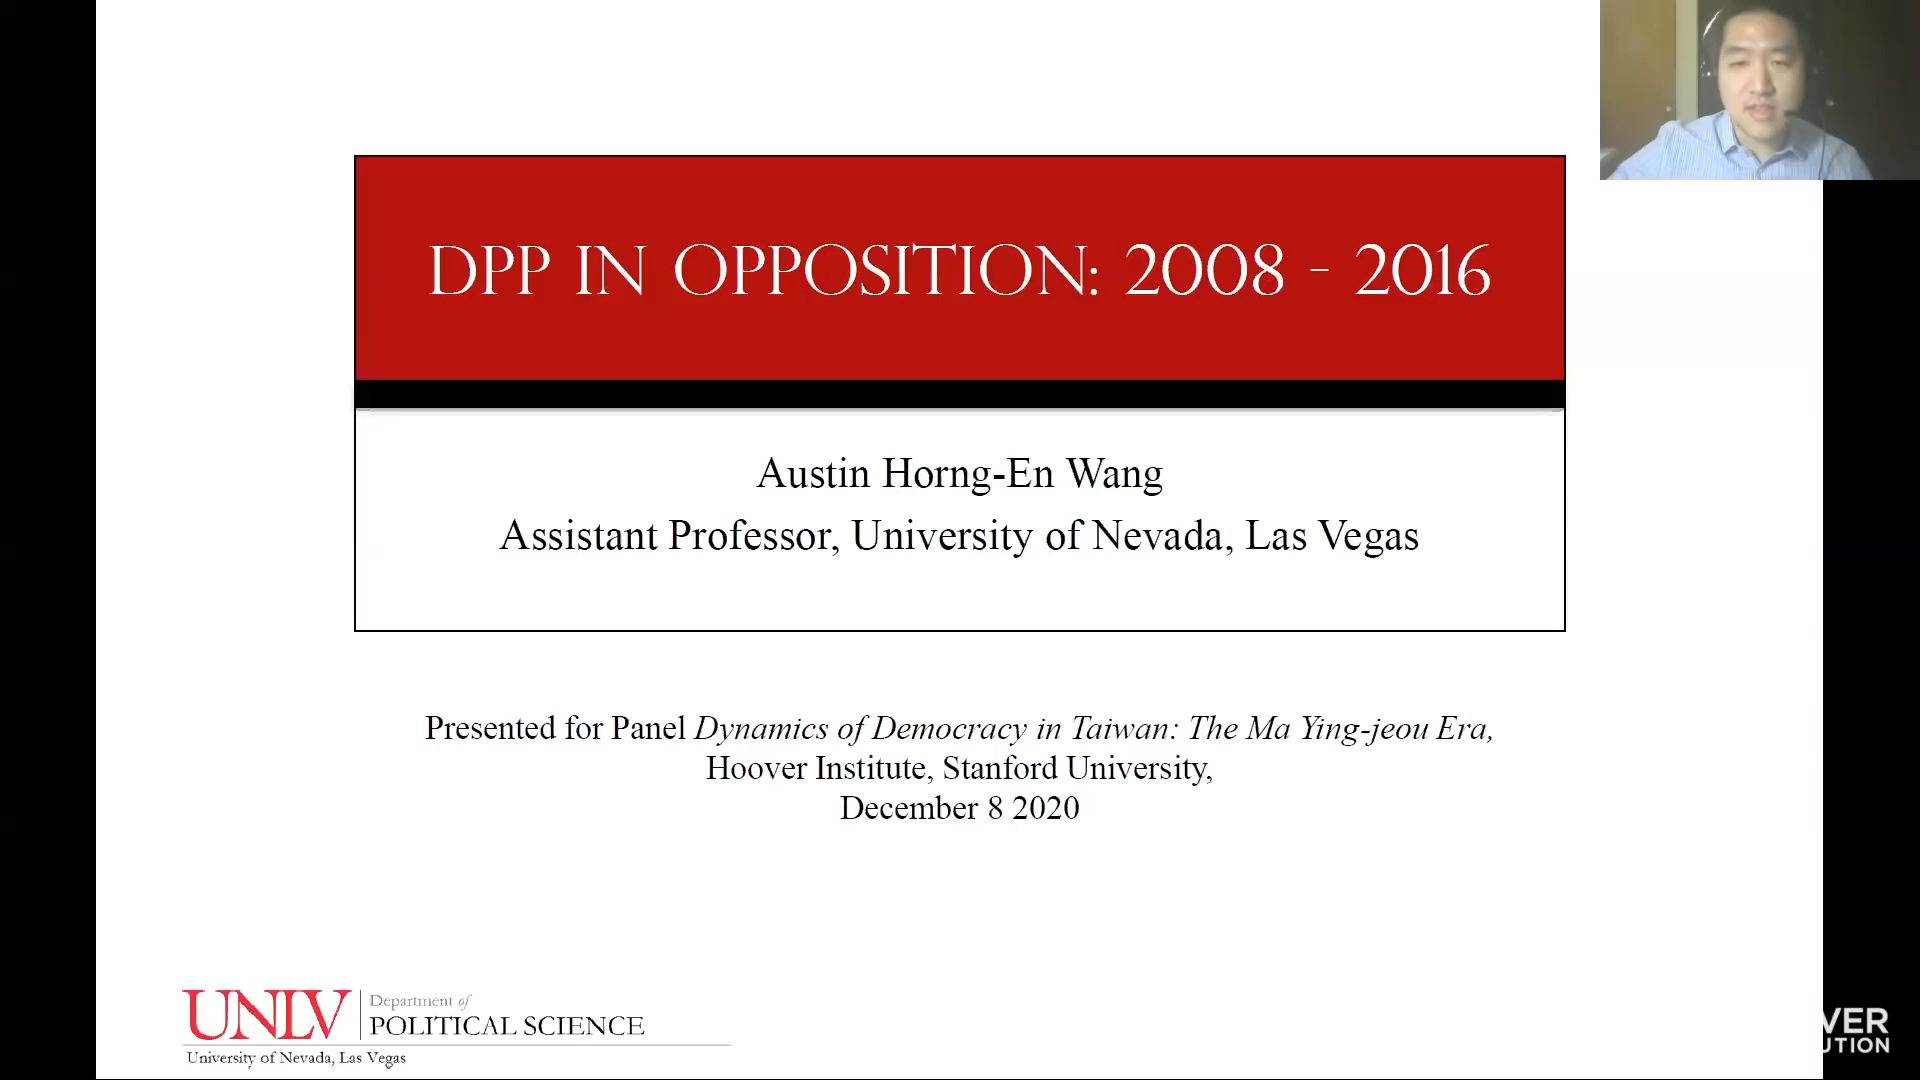 DPP IN OPPOSITION: 2008 - 2016
Austin Horng-En Wang
Assistant Professor, University of Nevada, Las Vegas
Presented for Panel Dynamics of Democracy in Taiwan: The Ma Ying-jeou Era,
Hoover Institute, Stanford University,
December 8 2020
UNLV
Department of
POLITICAL SCIENCE
University of Nevada, Las Vegas
VER
UTION